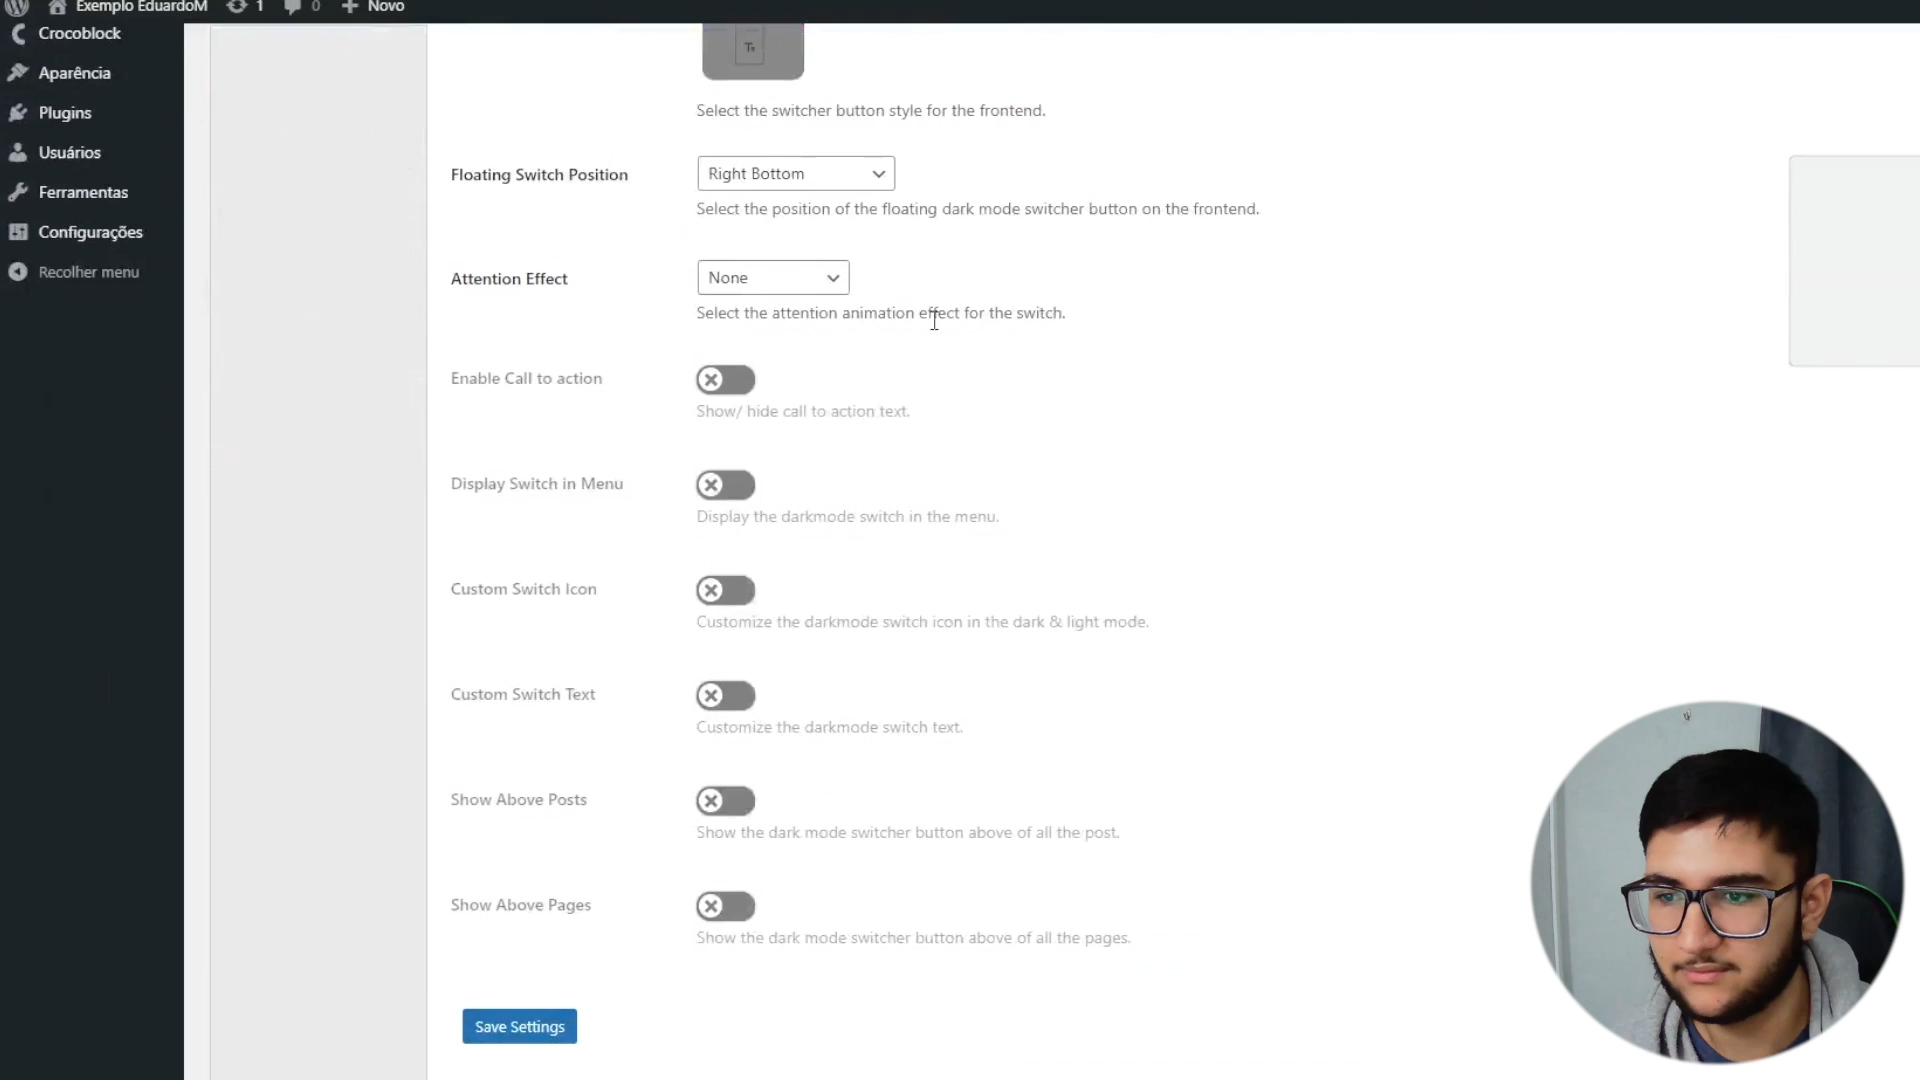 Exemplo EduardoM 1 0 Novo
Crocoblock
Aparência
Plugins
Usuários
Ferramentas
Configurações
Recolher menu
Select the switcher button style for the frontend.
Floating Switch Position
Right Bottom
Select the position of the floating dark mode switcher button on the frontend.
Attention Effect
None
Select the attention animation effect for the switch.
Enable Call to action
Show/ hide call to action text.
Display Switch in Menu
Display the darkmode switch in the menu.
Custom Switch Icon
Customize the darkmode switch icon in the dark & light mode.
Custom Switch Text
Customize the darkmode switch text.
Show Above Posts
Show the dark mode switcher button above of all the post.
Show Above Pages
Show the dark mode switcher button above of all the pages.
Save Settings